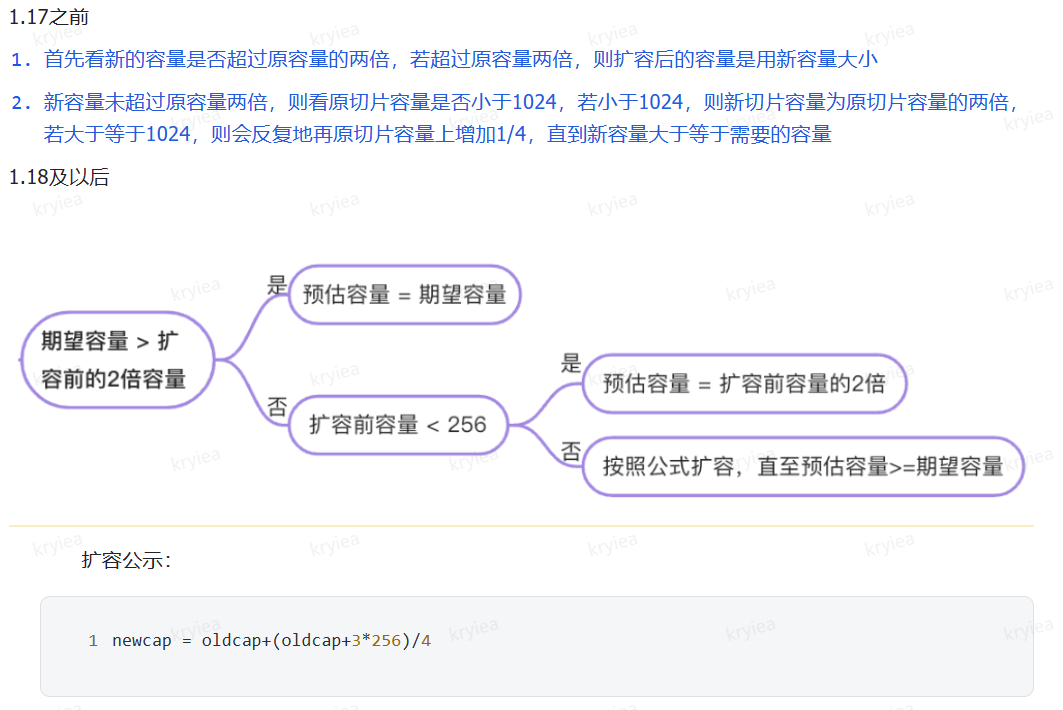 1.17之前
1. 首先看新的容量是否超过原容量的两倍，若超过原容量两倍，则扩容后的容量是用新容量大小
2. 新容量未超过原容量两倍，则看原切片容量是否小于1024，若小于1024，则新切片容量为原切片容量的两倍，
若大于等于1024，则会反复地再原切片容量上增加1/4，直到新容量大于等于需要的容量
1.18及以后
是
预估容量 = 期望容量
期望容量 > 扩
容前的2倍容量
是
预估容量 = 扩容前容量的2倍
否
扩容前容量 < 256
否
按照公式扩容，直至预估容量>=期望容量
扩容公示：
1 newcap = oldcap+(oldcap+3*256)/4
kryiea